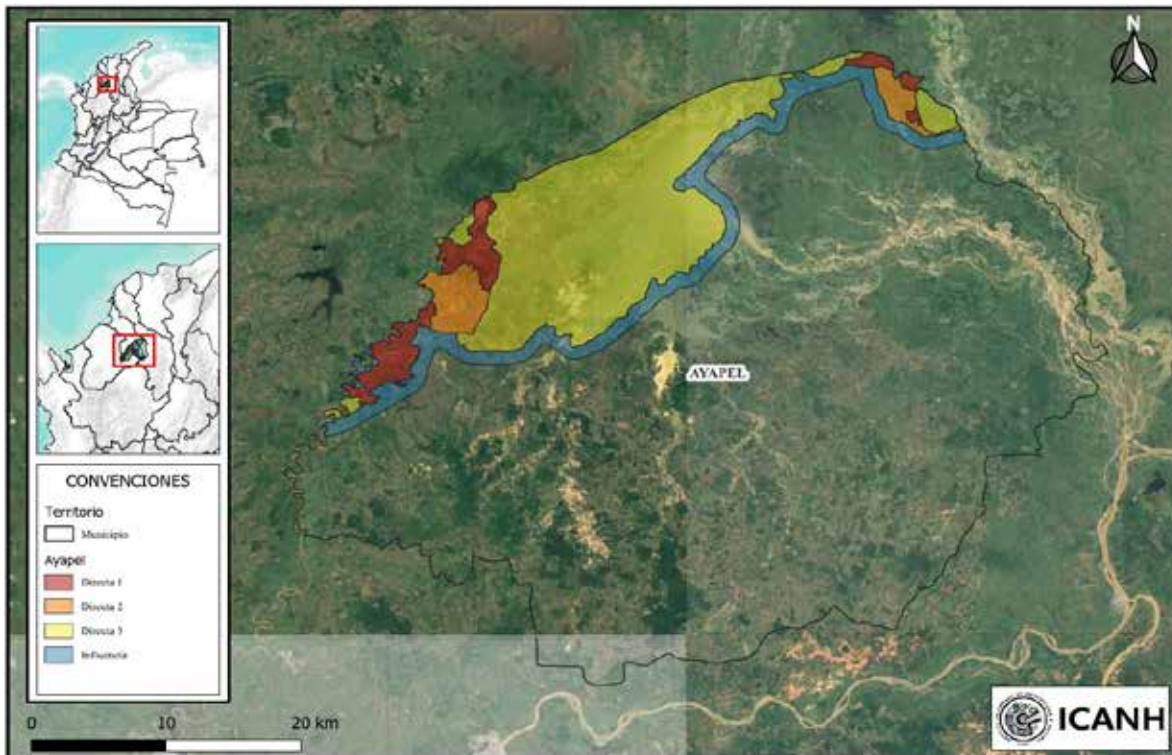 N
CONVENCIONES
Territorio
Municipio
Ayapel
Directa 1
Directa 2
Directa 3
Influencia
AYAPEL
0 10 20 km
ICANH